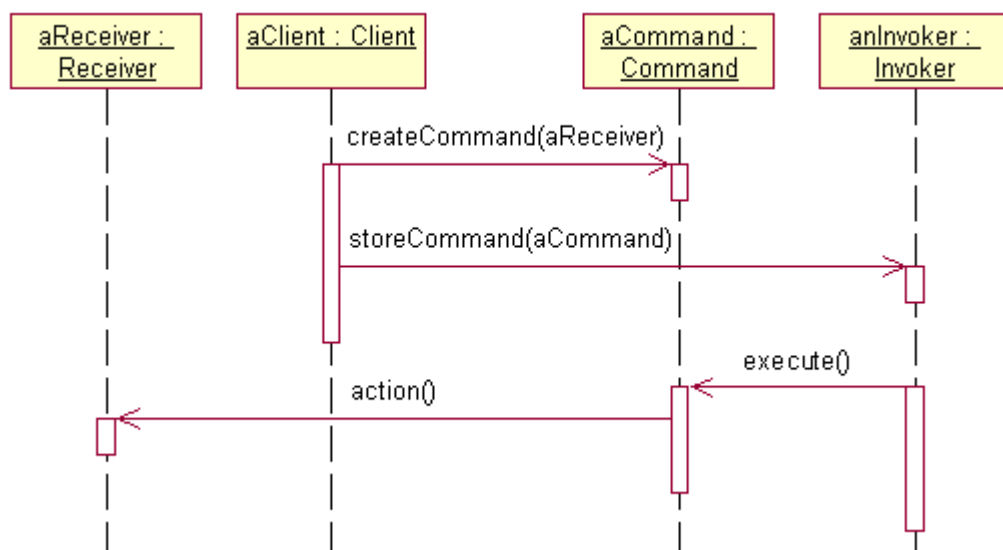 aReceiver :
Receiver
aClient : Client
aCommand :
Command
anInvoker :
Invoker
createCommand(aReceiver)
storeCommand(aCommand)
execute()
action()